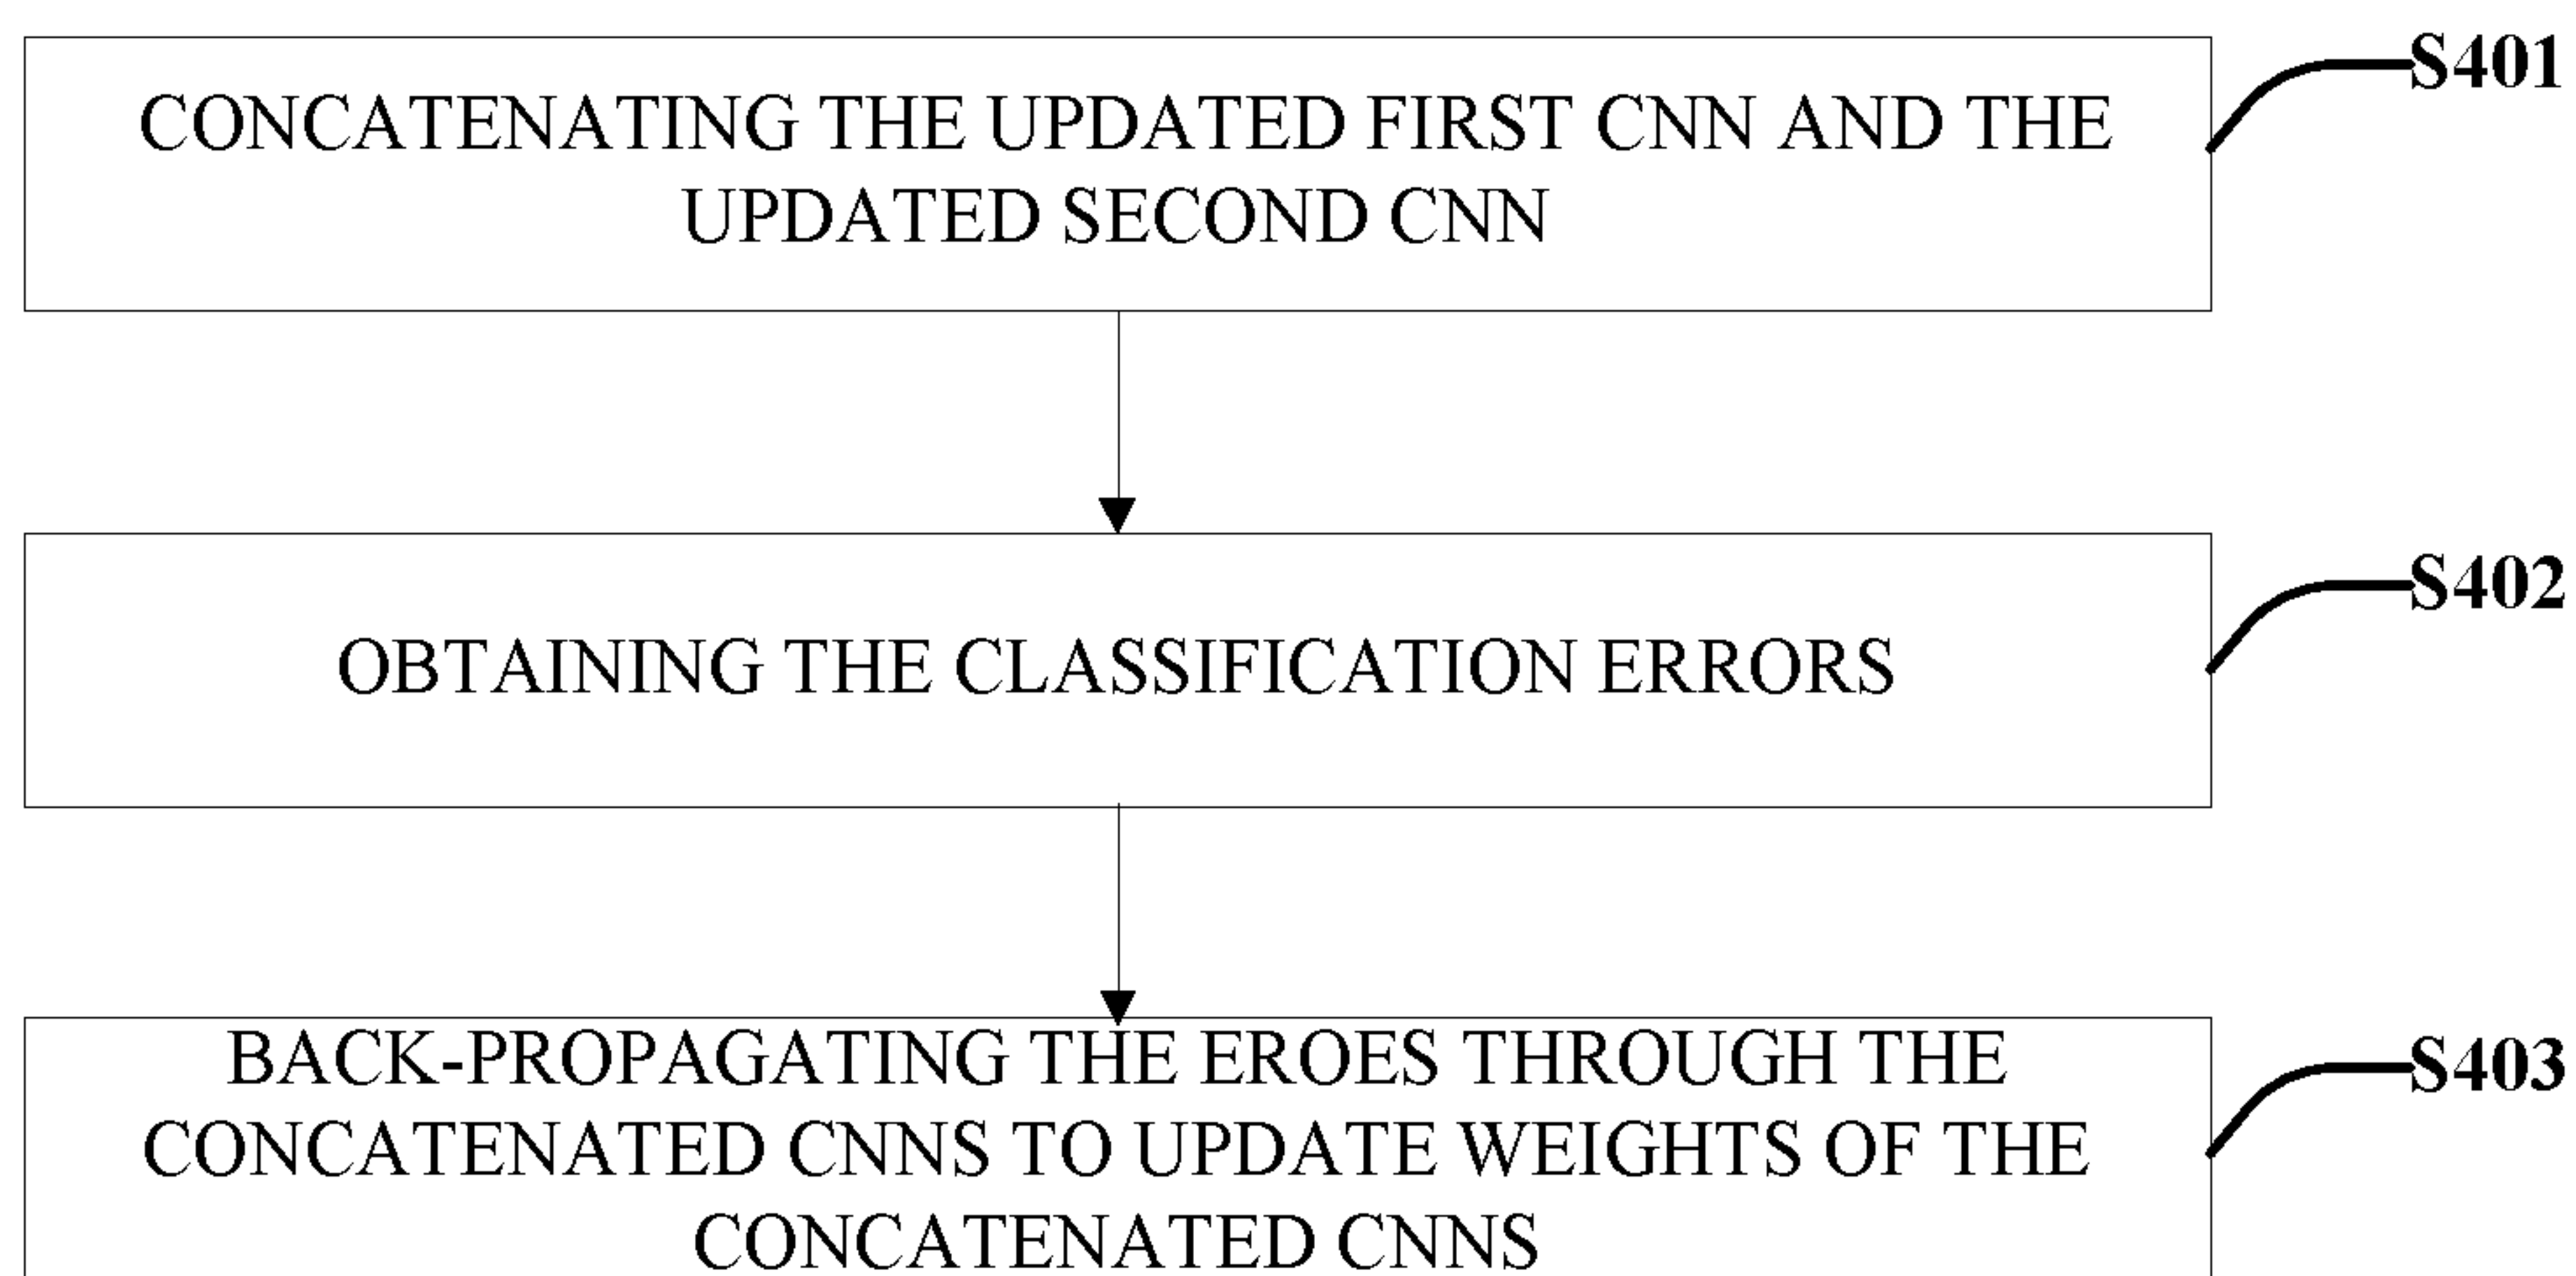 CONCATENATING THE UPDATED FIRST CNN AND THE
UPDATED SECOND CNN
S401
OBTAINING THE CLASSIFICATION ERRORS
S402
BACK-PROPAGATING THE EROES THROUGH THE
CONCATENATED CNNS TO UPDATE WEIGHTS OF THE
CONCATENATED CNNS
S403